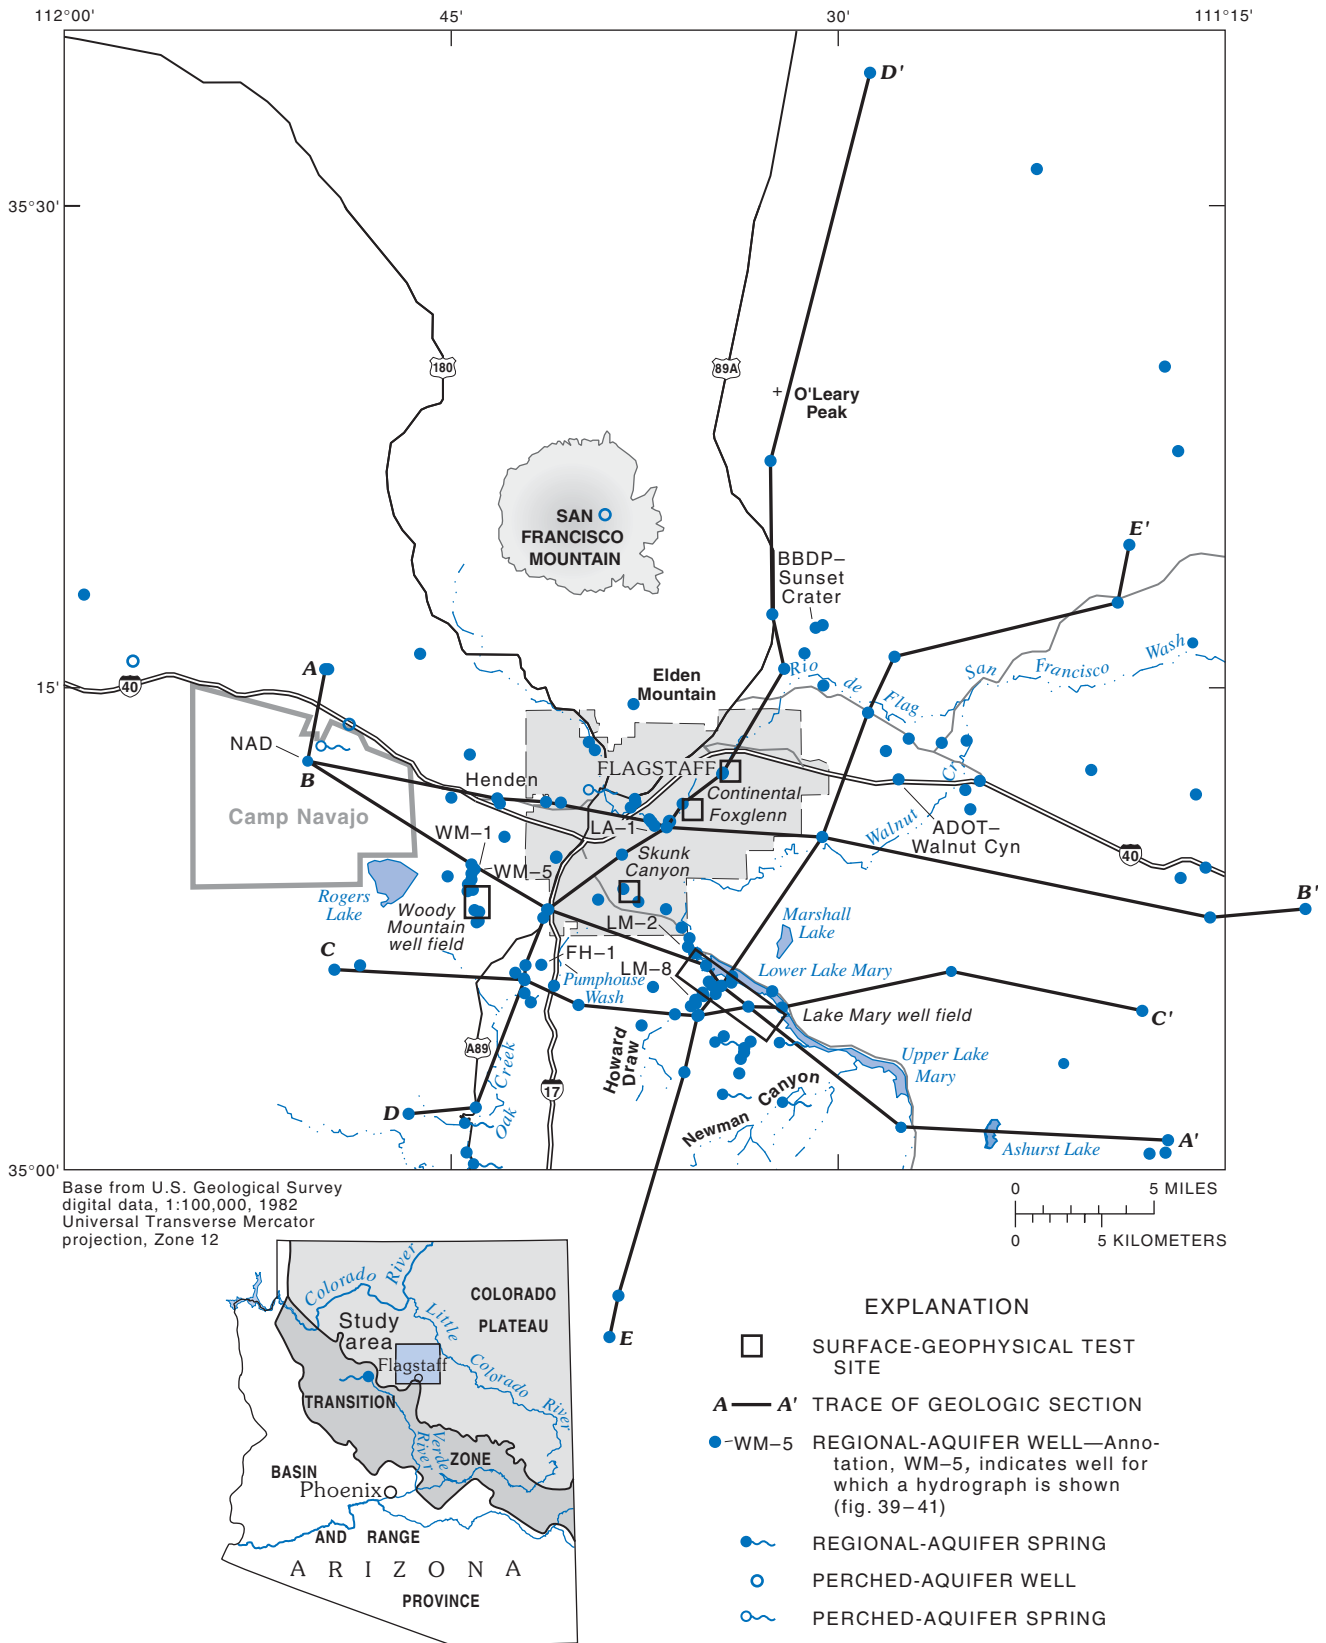 112°00'
45'
30'
111°15'
D'
35°30'
180
89A
O'Leary
Peak
SAN
FRANCISCO
MOUNTAIN
E'
BBDP–
Sunset
Crater
Rio
de
Flag
San
Francisco
Wash
A
Elden
Mountain
15'
40
NAD
B
FLAGSTAFF
Henden
Continental
Foxglenn
Camp Navajo
WM–1
LA–1
Walnut
Cr
ADOT–
Walnut Cyn
40
Skunk
Canyon
WM–5
Rogers
Lake
Woody
Mountain
well field
B'
LM–2
Marshall
Lake
C
FH–1
LM–8
Lower Lake Mary
Pumphouse
Wash
Lake Mary well field
C'
A89
Oak Creek
17
Howard
Draw
Upper Lake
Mary
Newman Canyon
D
Ashurst Lake
A'
35°00'
Base from U.S. Geological Survey
digital data, 1:100,000, 1982
Universal Transverse Mercator
projection, Zone 12
0 5 MILES
0 5 KILOMETERS
E
Colorado River
Little Colorado River
COLORADO
PLATEAU
Study
area
Flagstaff
TRANSITION
ZONE
Verde
River
BASIN
Phoenix
AND RANGE
ARIZONA
PROVINCE
EXPLANATION
SURFACE-GEOPHYSICAL TEST
SITE
A A' TRACE OF GEOLOGIC SECTION
WM–5 REGIONAL-AQUIFER WELL—Anno-
tation, WM–5, indicates well for
which a hydrograph is shown
(fig. 39–41)
REGIONAL-AQUIFER SPRING
PERCHED-AQUIFER WELL
PERCHED-AQUIFER SPRING